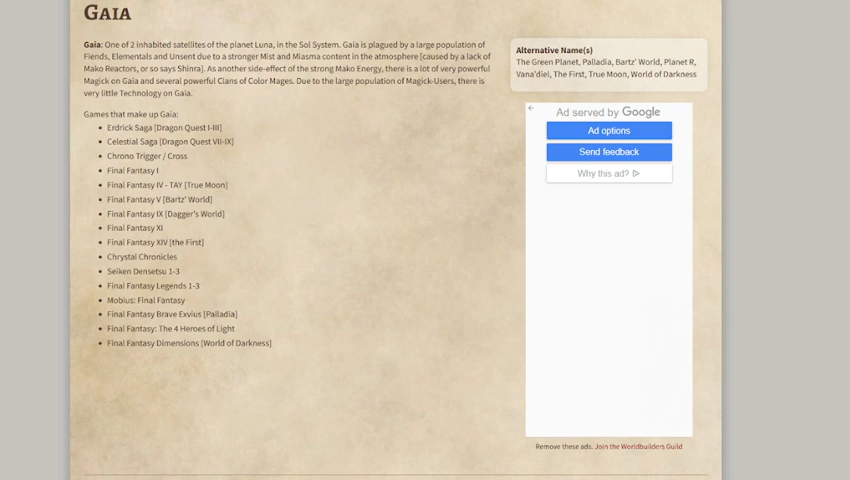 Gaia
Gaia: One of 2 inhabited satellites of the planet Luna, in the Sol System. Gaia is plagued by a large population of
Fiends, Elementals and Unsent due to a stronger Mist and Miasma content in the atmosphere [caused by a lack of
Mako Reactors, or so says Shinra]. As another side-effect of the strong Mako Energy, there is a lot of very powerful
Magick on Gaia and several powerful Clans of Color Mages. Due to the large population of Magick-Users, there is
very little Technology on Gaia.
Games that make up Gaia:
• Erdrick Saga [Dragon Quest I-III]
• Celestial Saga [Dragon Quest VII-IX]
• Chrono Trigger / Cross
• Final Fantasy I
• Final Fantasy IV - TAY [True Moon]
• Final Fantasy V [Bartz' World]
• Final Fantasy IX [Dagger's World]
• Final Fantasy XI
• Final Fantasy XIV [the First]
• Chrystal Chronicles
• Seiken Densetsu 1-3
• Final Fantasy Legends 1-3
• Mobius: Final Fantasy
• Final Fantasy Brave Exvius [Palladia]
• Final Fantasy: The 4 Heroes of Light
• Final Fantasy Dimensions [World of Darkness]
Alternative Name(s)
The Green Planet, Palladia, Bartz' World, Planet R,
Vana'diel, The First, True Moon, World of Darkness
Ad served by Google
Ad options
Send feedback
Why this ad?
Remove these ads. Join the Worldbuilders Guild